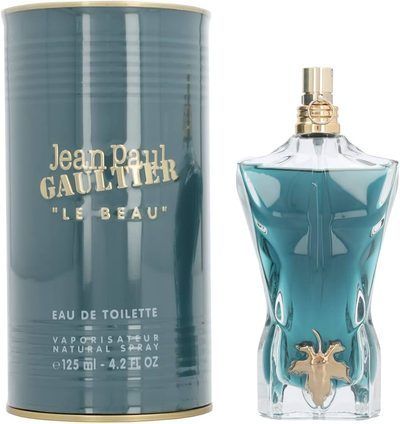 Jean Paul
GAULTIER
"LE BEAU"
EAU DE TOILETTE
VAPORISATEUR
NATURAL SPRAY
℮125 ml - 4.2 fl OZ